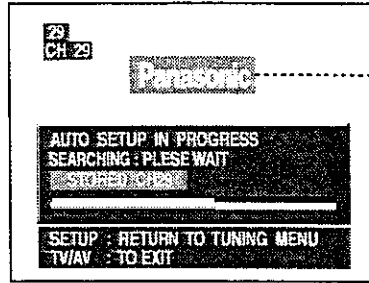 29
CH 29
Panasonic
AUTO SETUP IN PROGRESS
SEARCHING : PLESE WAIT
STORED CH29
SETUP : RETURN TO TUNING MENU
TV/AV : TO EXIT